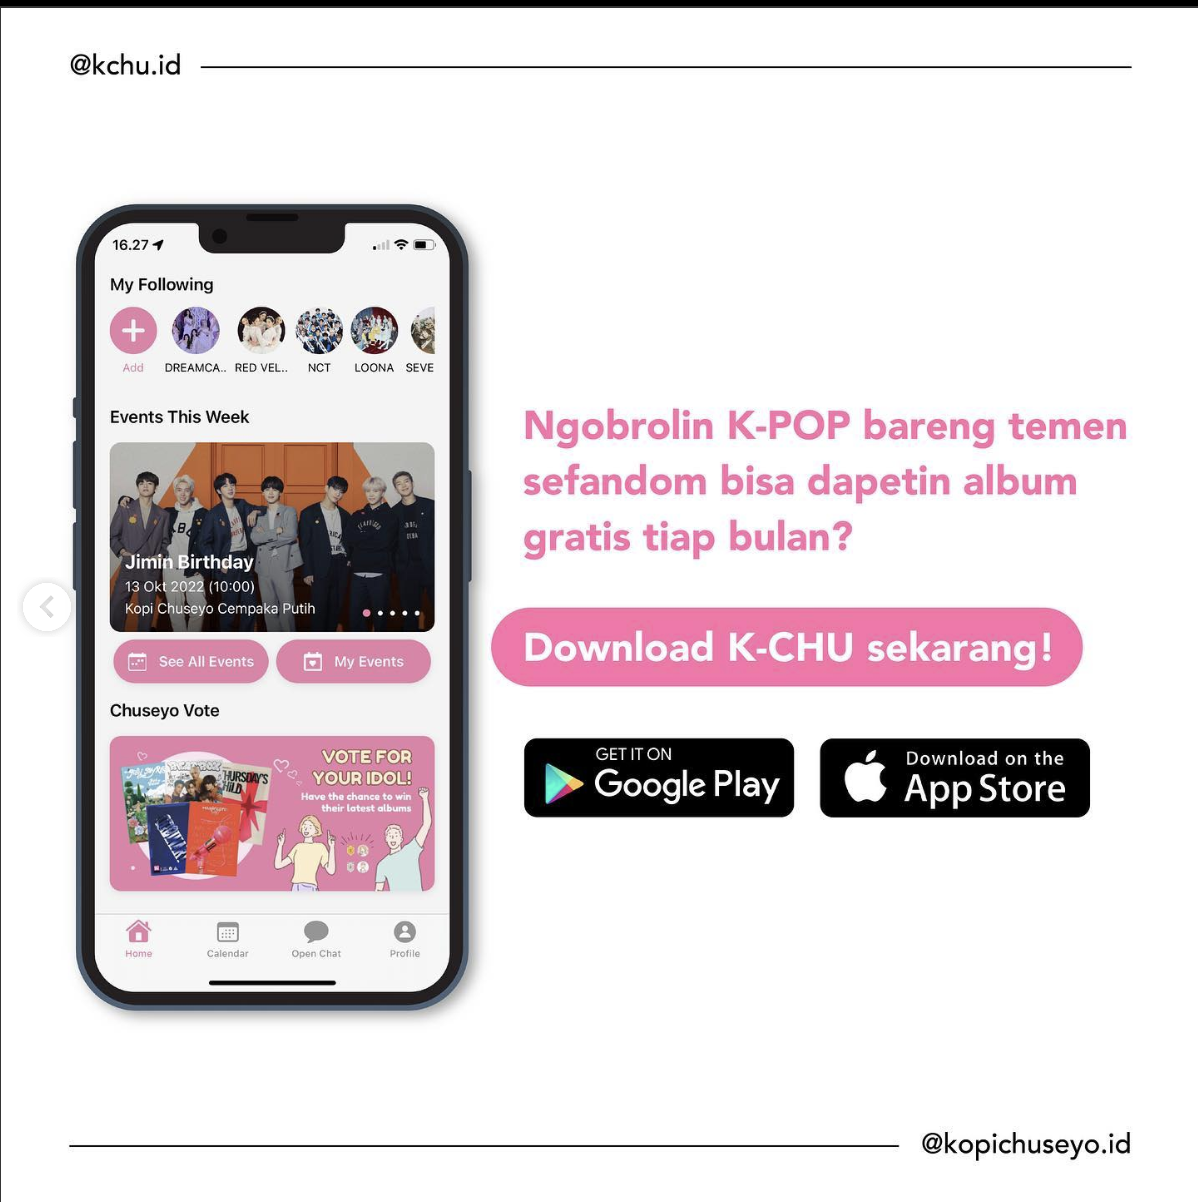 @kchu.id
16.27
My Following
Add
DREAMCA..
RED VEL..
NCT
LOONA
SEVE
Events This Week
Jimin Birthday
13 Okt 2022 (10:00)
Kopi Chuseyo Cempaka Putih
See All Events
My Events
Chuseyo Vote
VOTE FOR
YOUR IDOL!
Have the chance to win
their latest albums
THURSDAY'S
Home
Calendar
Open Chat
Profile
Ngobrolin K-POP bareng temen
sefandom bisa dapetin album
gratis tiap bulan?
Download K-CHU sekarang!
GET IT ON
Google Play
Download on the
App Store
@kopichuseyo.id